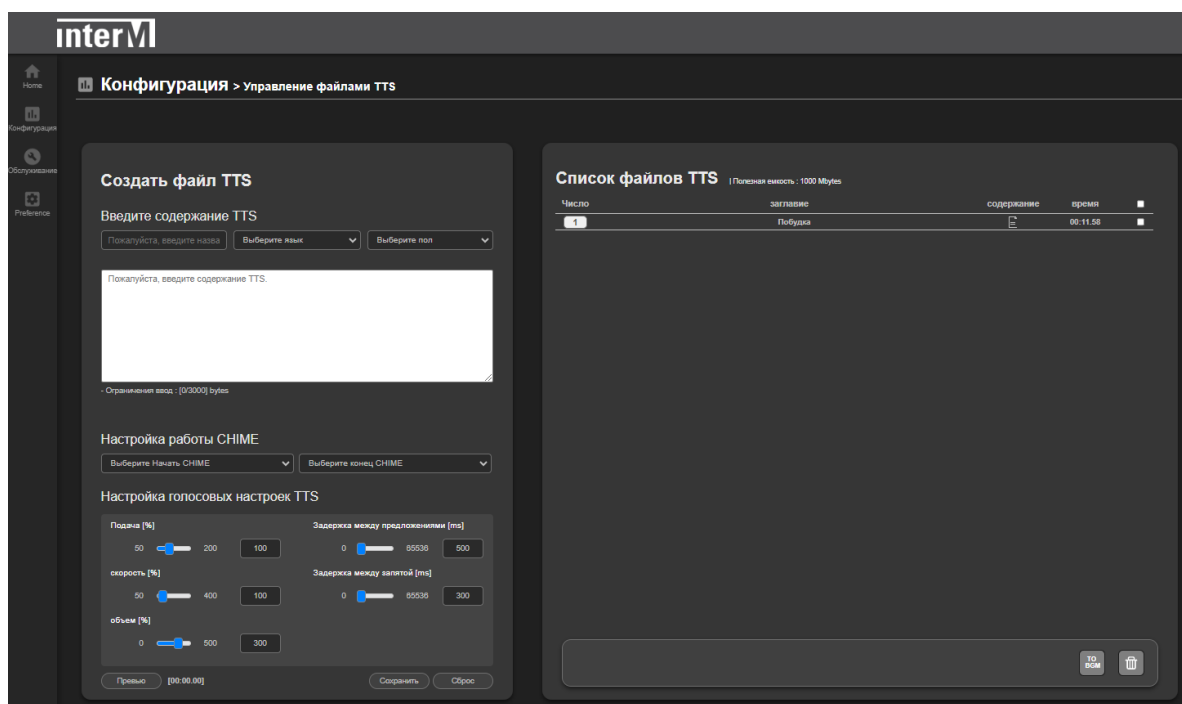 interM
Home
Конфигурация
Обслуживание
Preference
Конфигурация > Управление файлами TTS
Создать файл TTS
Введите содержание TTS
Пожалуйста, введите назва
Выберите язык
Выберите пол
Пожалуйста, введите содержание TTS.
- Ограничения ввод : [0/3000] bytes
Настройка работы CHIME
Выберите Начать CHIME
Выберите конец CHIME
Настройка голосовых настроек TTS
Подача [%]
50 200 100
Задержка между предложениями [ms]
0 65536 500
скорость [%]
50 400 100
Задержка между запятой [ms]
0 65536 300
объем [%]
0 500 300
Превью [00:00.00] Сохранить Сброс
Список файлов TTS | Полезная емкость : 1000 Mbytes
Число заглавие содержание время
1 Побудка 00:11.58
TO
BGM